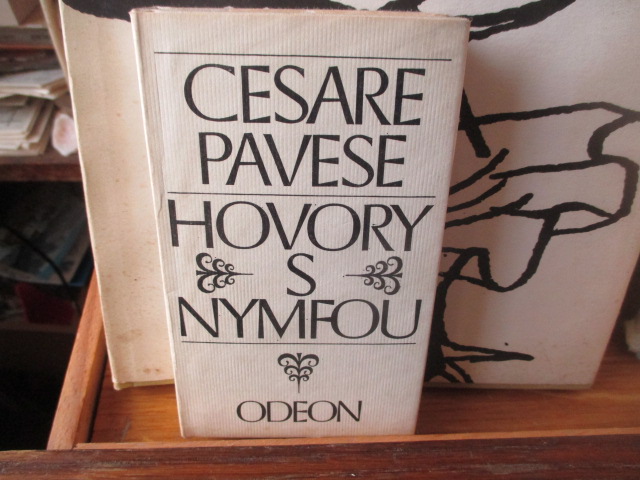 CESARE
PAVESE
HOVORY
S
NYMFOU
ODEON